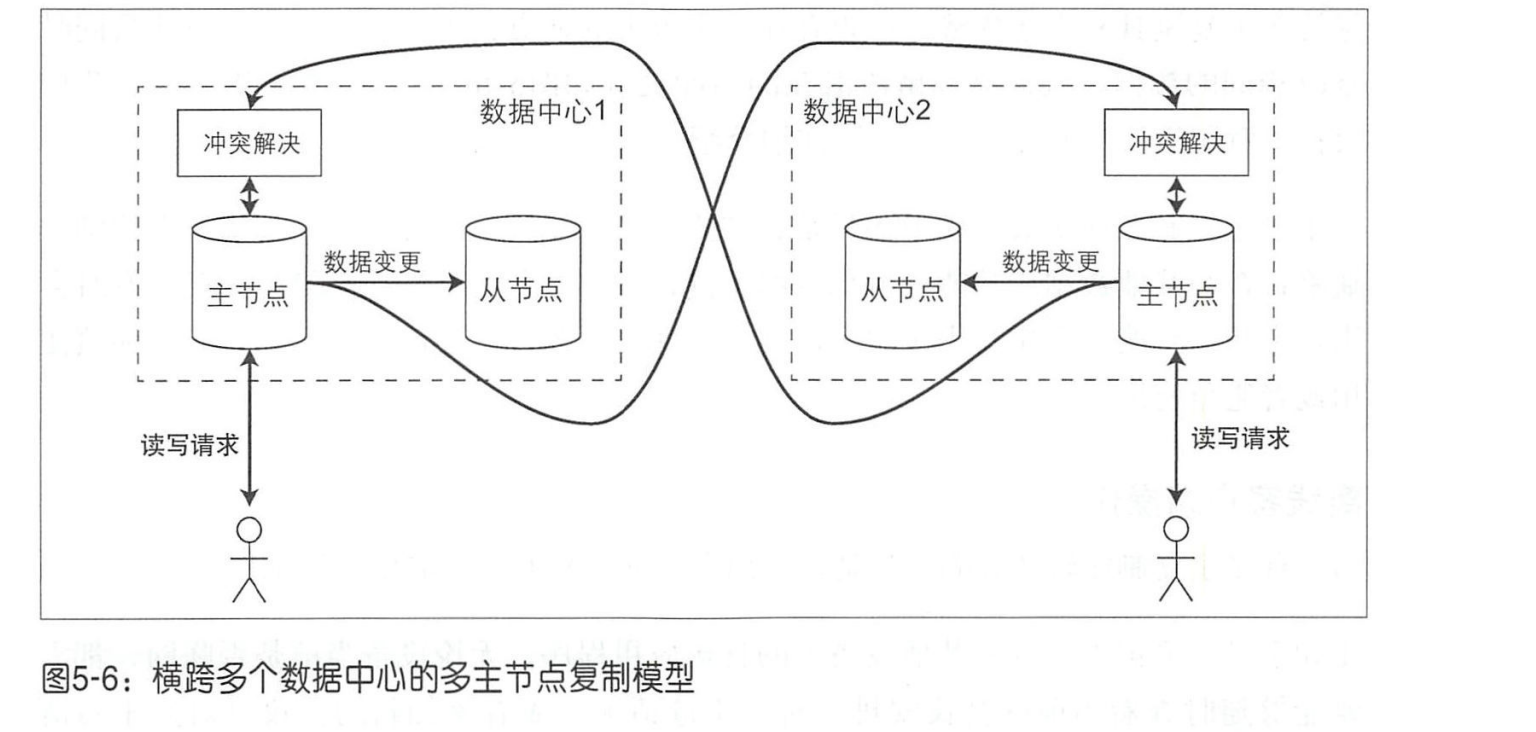 数据中心1
冲突解决
主节点
数据变更
从节点
读写请求
数据中心2
冲突解决
从节点
数据变更
主节点
读写请求
图5-6：横跨多个数据中心的多主节点复制模型